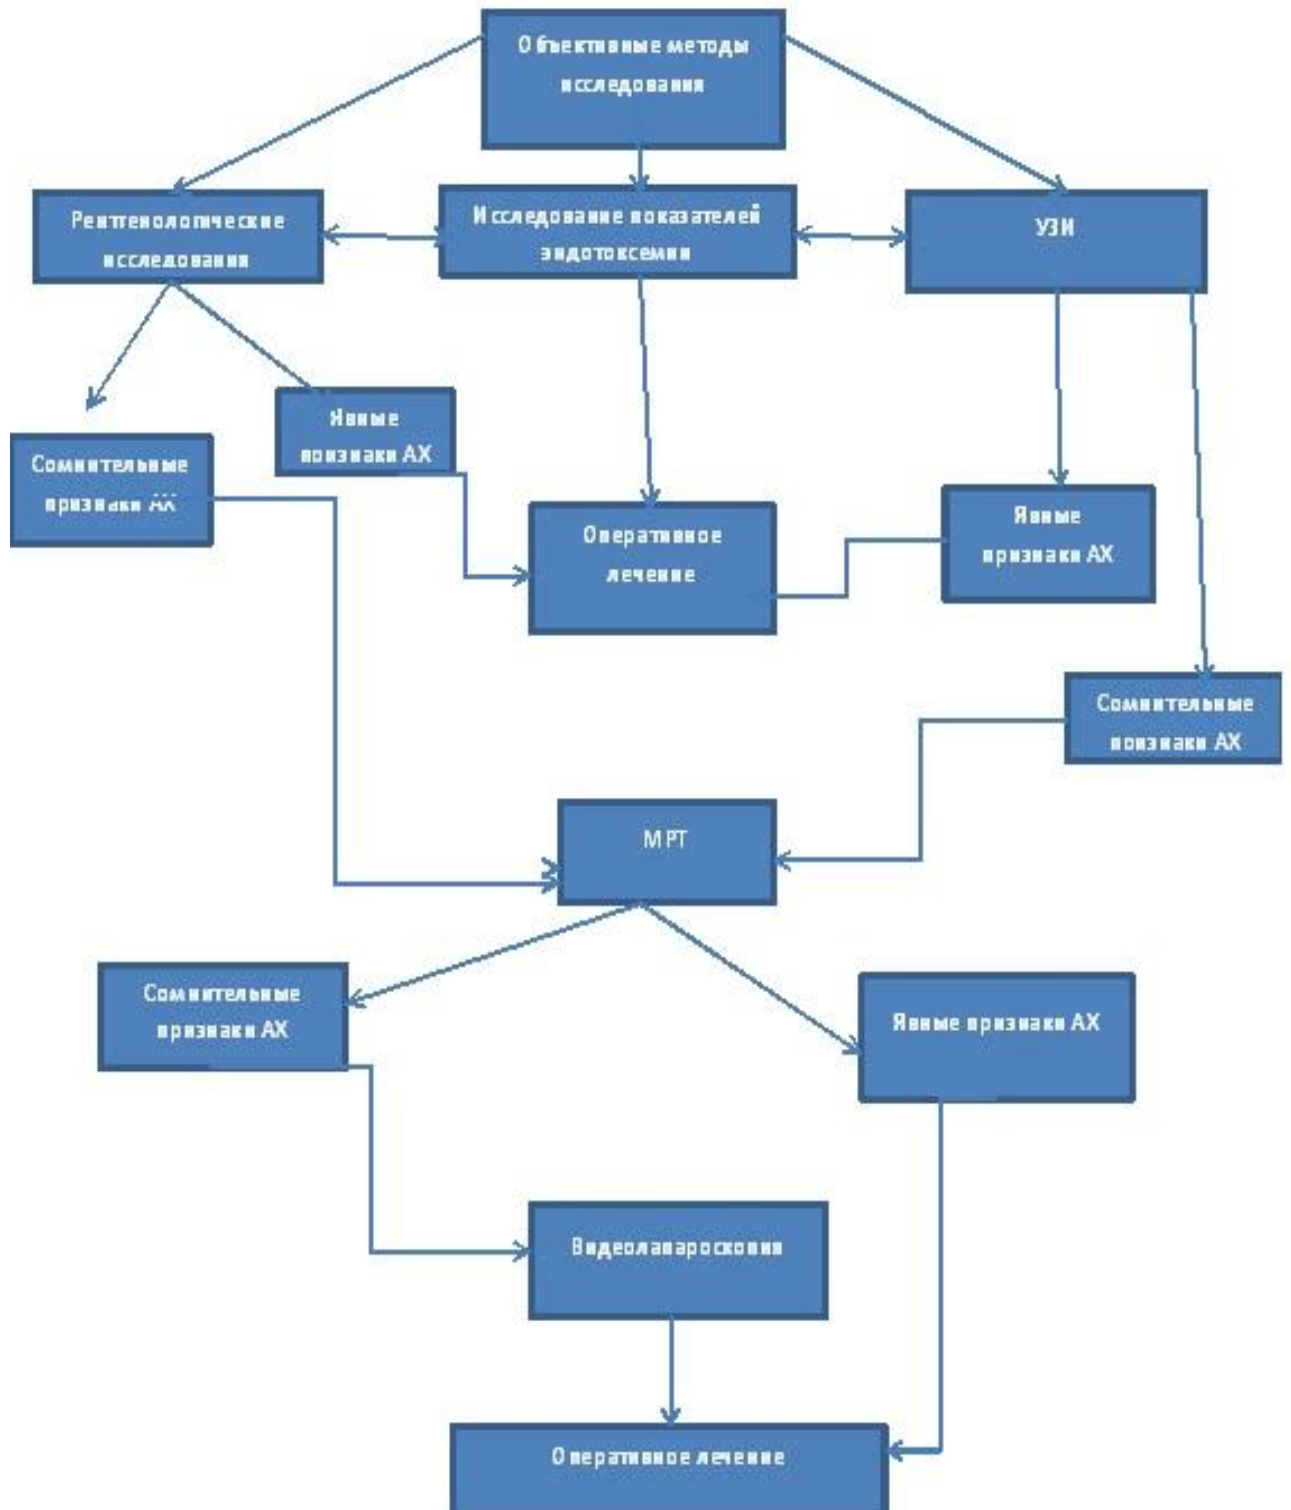 Объективные методы
исследования
Рентгенологические
исследования
Исследование показателей
эндотоксемии
УЗИ
Явные
признаки АХ
Сомнительные
признаки АХ
Оперативное
лечение
Явные
признаки АХ
Сомнительные
признаки АХ
МРТ
Сомнительные
признаки АХ
Явные признаки АХ
Видеолапароскопия
Оперативное лечение